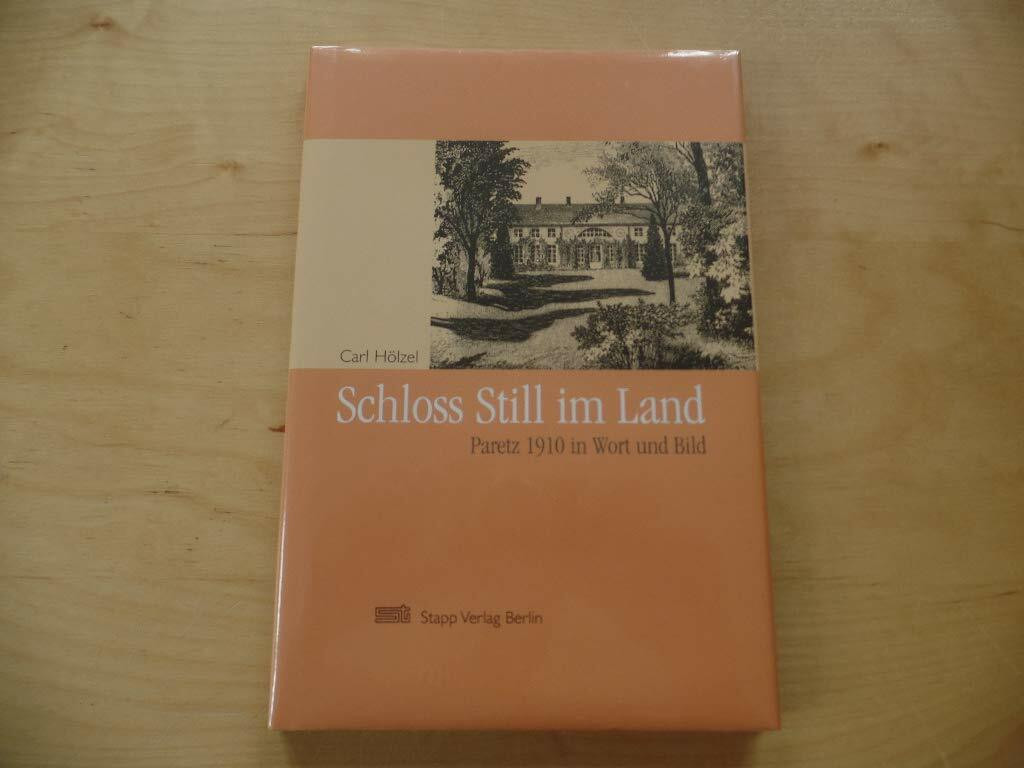 Carl Hölzel
Schloss Still im Land
Paretz 1910 in Wort und Bild
Stapp Verlag Berlin